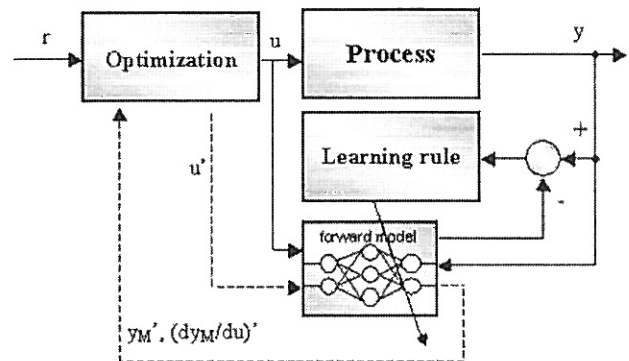 r
Optimization
u
Process
y
u'
Learning rule
+
-
forward model
yM', (dyM/du)'